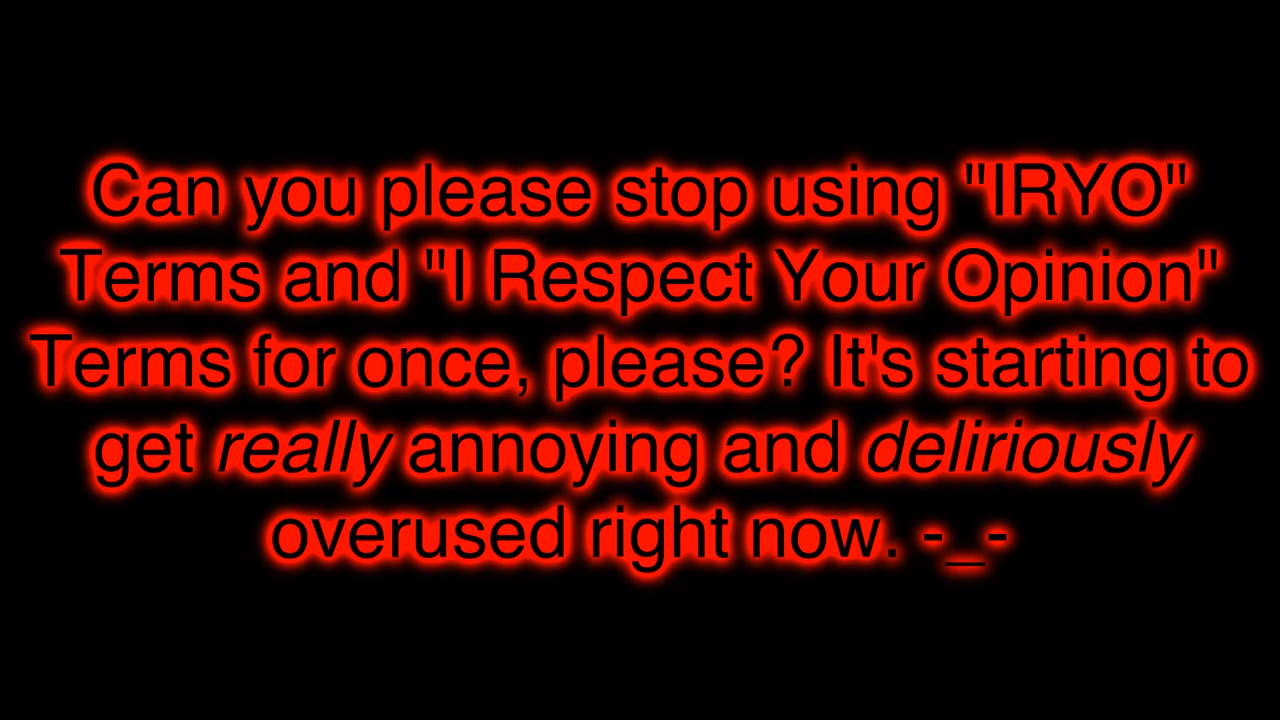 Can you please stop using "IRYO"
Terms and "I Respect Your Opinion"
Terms for once, please? It's starting to
get really annoying and deliriously
overused right now. -_-